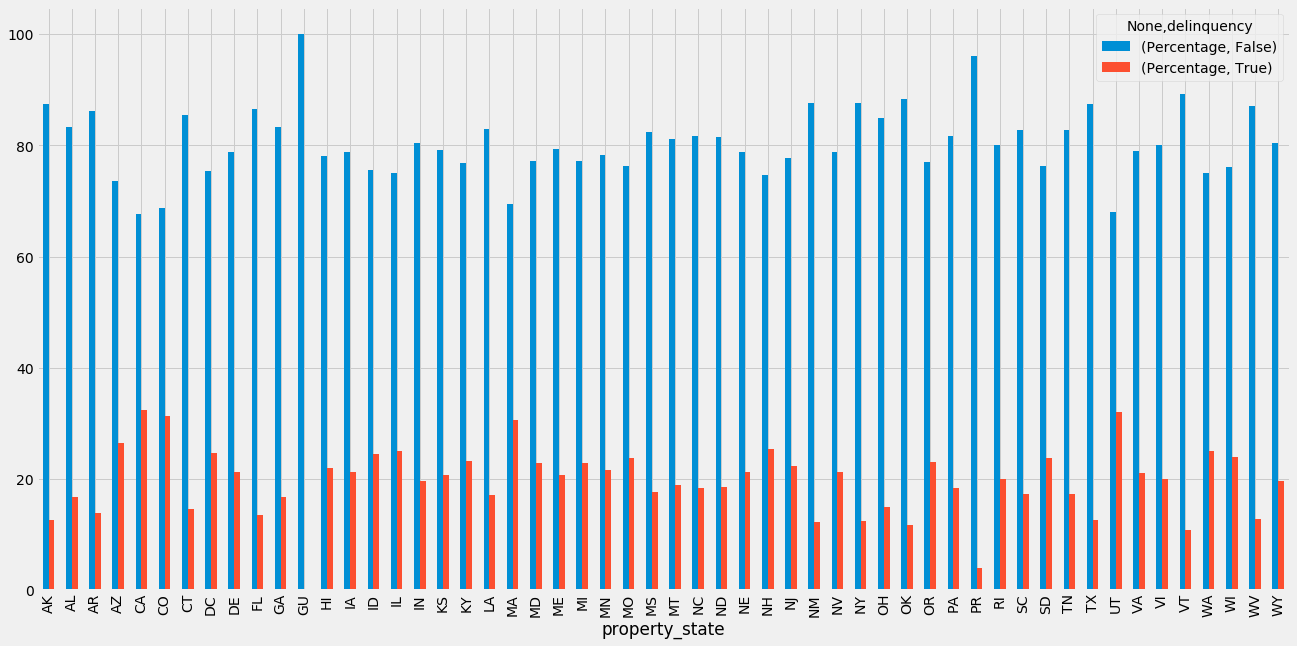 None,delinquency
(Percentage, False)
(Percentage, True)
100
80
60
40
20
0
AK AL AR AZ CA CO CT DC DE FL GA GU HI IA ID IL IN KS KY LA MA MD ME MI MN MO MS MT NC ND NE NH NJ NM NV NY OH OK OR PA PR RI SC SD TN TX UT VA VI VT WA WI WV WY
property_state